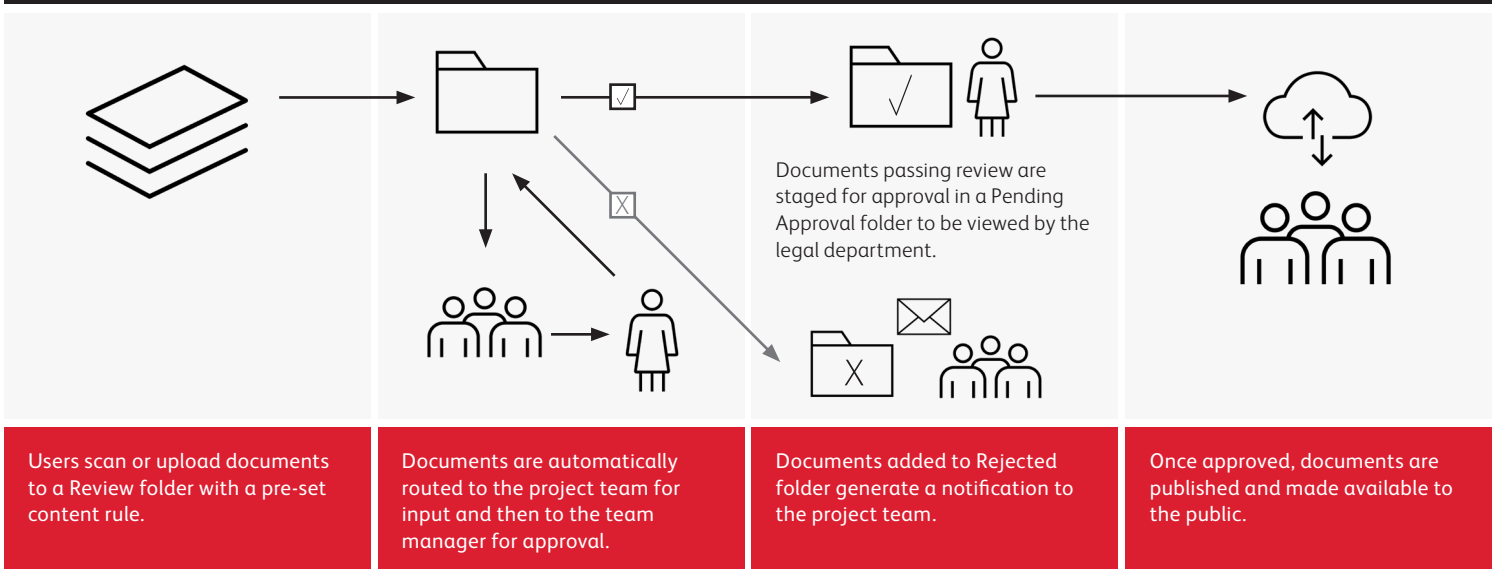 Documents passing review are
staged for approval in a Pending
Approval folder to be viewed by the
legal department.
Users scan or upload documents
to a Review folder with a pre-set
content rule.
Documents are automatically
routed to the project team for
input and then to the team
manager for approval.
Documents added to Rejected
folder generate a notification to
the project team.
Once approved, documents are
published and made available to
the public.